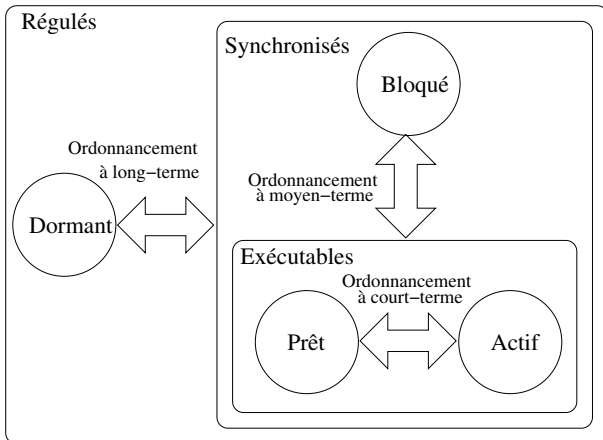 Régulés
Synchronisés
Bloqué
Ordonnancement
à long−terme
Ordonnancement
à moyen−terme
Dormant
Exécutables
Ordonnancement
à court−terme
Prêt
Actif